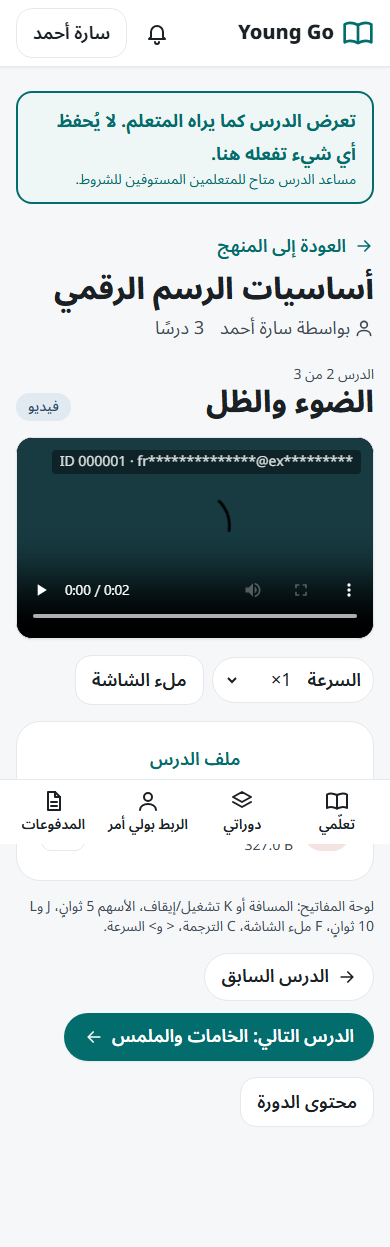 Young Go
سارة أحمد
تعرض الدرس كما يراه المتعلم. لا يُحفظ
أي شيء تفعله هنا.
مساعد الدرس متاح للمتعلمين المستوفين للشروط.
→ العودة إلى المنهج
أساسيات الرسم الرقمي
بواسطة سارة أحمد 3 درسًا
الدرس 2 من 3
الضوء والظل
فيديو
ID 000001 · fr**************@ex*********
0:00 / 0:02
السرعة 1×
ملء الشاشة
ملف الدرس
327.0 B
تعلّمي
دوراتي
الربط بولي أمر
المدفوعات
لوحة المفاتيح: المسافة أو K تشغيل/إيقاف، الأسهم 5 ثوانٍ، J وL
10 ثوانٍ، F ملء الشاشة، C الترجمة، < و> السرعة.
→ الدرس السابق
الدرس التالي: الخامات والملمس ←
محتوى الدورة